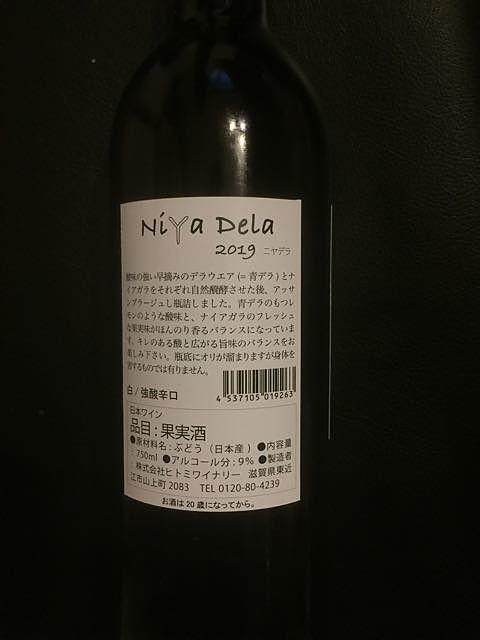 NiYa Dela
2019 ニヤデラ
酸味の強い早摘みのデラウエア(=青デラ)とナ
イアガラをそれぞれ自然醗酵させた後、アッサ
ンブラージュし瓶詰しました。青デラのもつレ
モンのような酸味と、ナイアガラのフレッシュ
な果実味がほんのり香るバランスになっていま
す。キレのある酸と広がる旨味のバランスをお
楽しみ下さい。瓶底にオリが溜まりますが身体を
害するものでは有りません。
白/強酸辛口
4 537105 019263
日本ワイン
品目:果実酒
●原材料名:ぶどう(日本産)●内容量
:750ml ●アルコール分:9% ●製造者
:株式会社ヒトミワイナリー 滋賀県東近
江市山上町2083 TEL 0120-80-4239
お酒は20歳になってから。